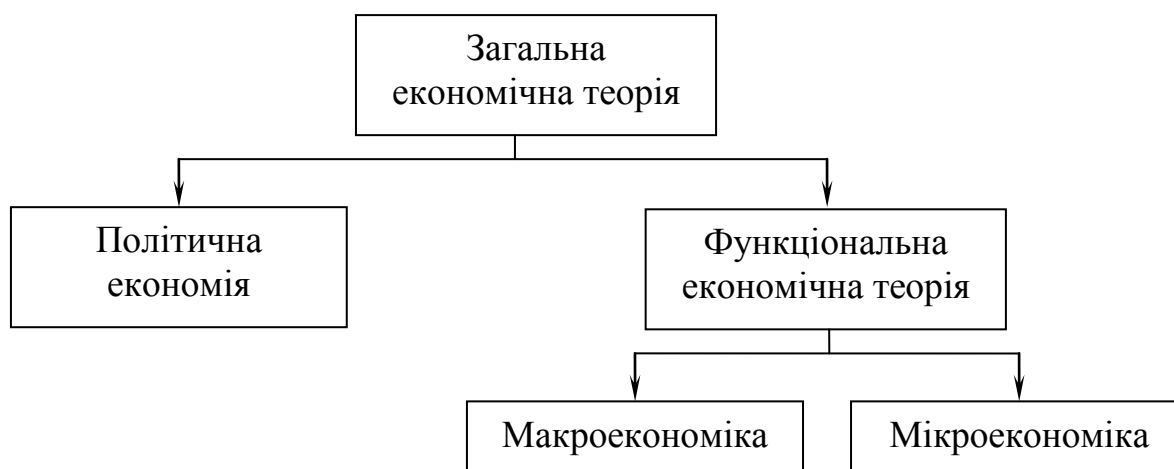 Загальна
економічна теорія
Політична
економія
Функціональна
економічна теорія
Макроекономіка
Мікроекономіка